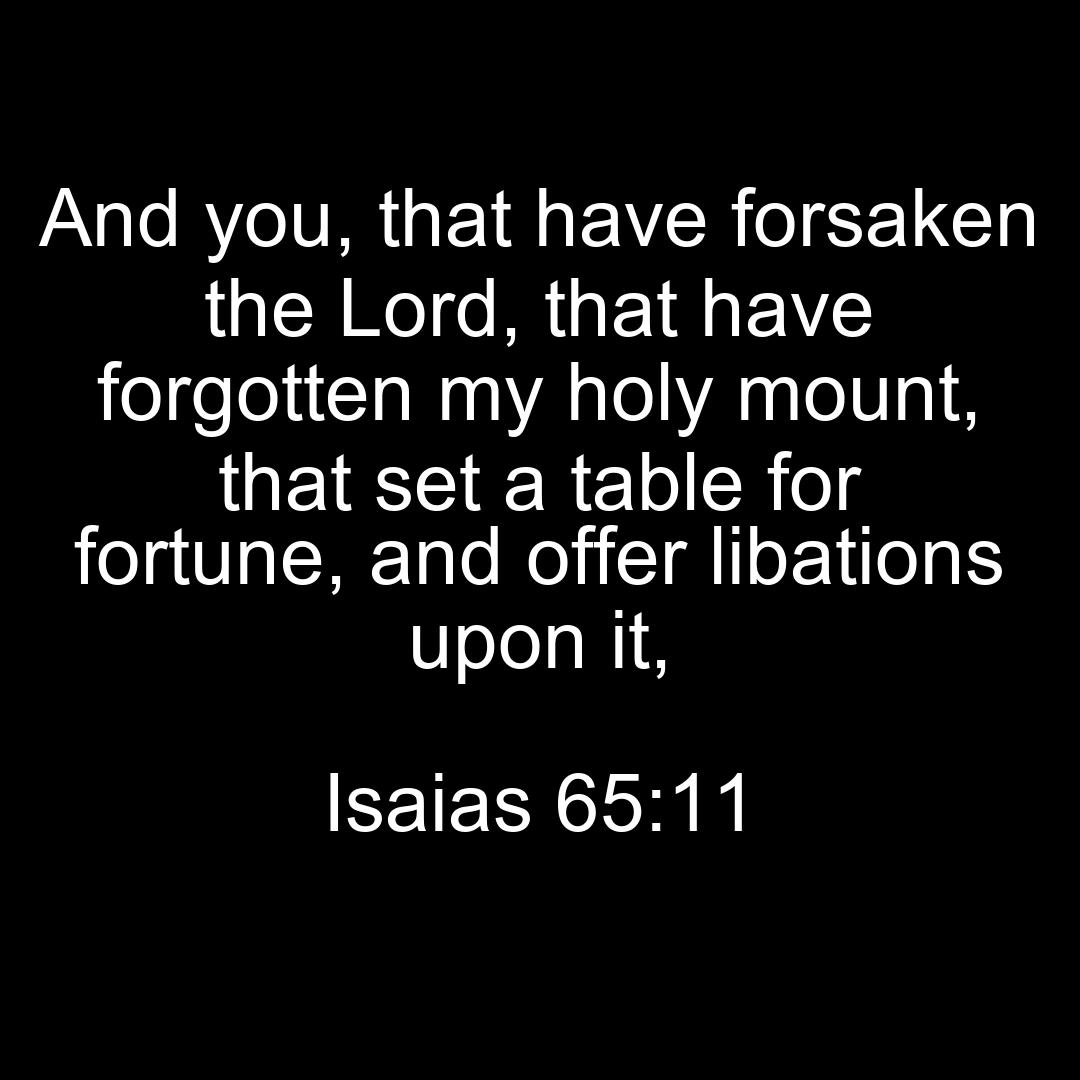 And you, that have forsaken
the Lord, that have
forgotten my holy mount,
that set a table for
fortune, and offer libations
upon it,
Isaias 65:11